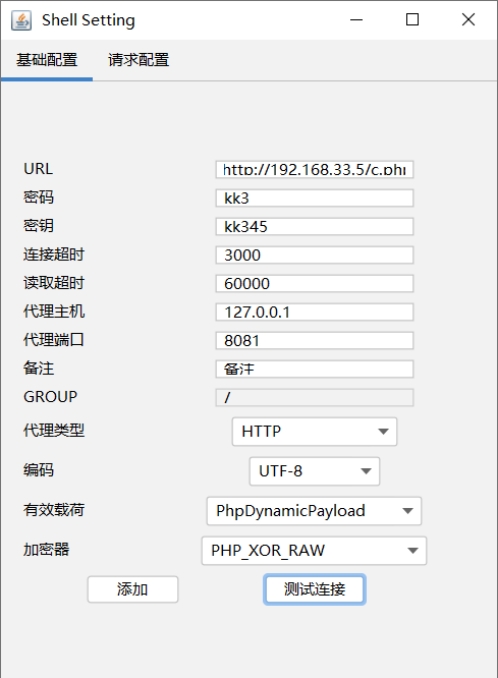 Shell Setting
基础配置 请求配置
URL http://192.168.33.5/c.php
密码 kk3
密钥 kk345
连接超时 3000
读取超时 60000
代理主机 127.0.0.1
代理端口 8081
备注 备注
GROUP /
代理类型 HTTP
编码 UTF-8
有效载荷 PhpDynamicPayload
加密器 PHP_XOR_RAW
添加 测试连接